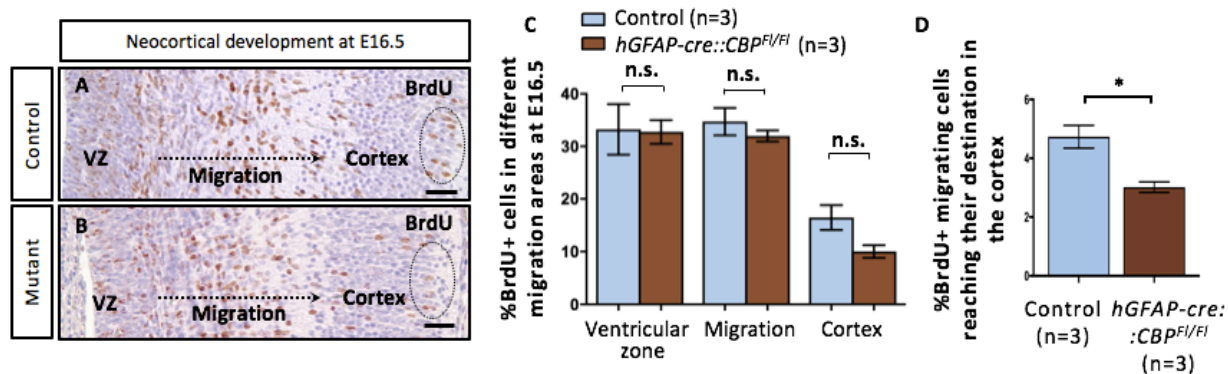 Neocortical development at E16.5
Control
A
BrdU
VZ
Cortex
Migration
Mutant
B
BrdU
VZ
Cortex
Migration
C
Control (n=3)
hGFAP-cre::CBPFl/Fl (n=3)
%BrdU+ cells in different
migration areas at E16.5
n.s.
n.s.
n.s.
40
30
20
10
0
Ventricular
zone
Migration
Cortex
D
%BrdU+ migrating cells
reaching their destination in
the cortex
*
6
4
2
0
Control
(n=3)
hGFAP-cre:
:CBPFl/Fl
(n=3)